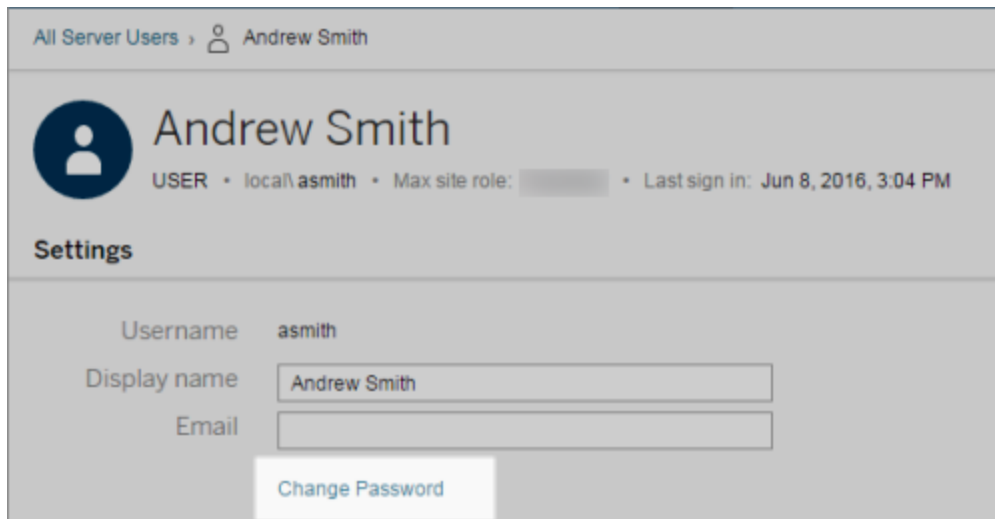 All Server Users › Andrew Smith
Andrew Smith
USER • local\ asmith • Max site role: • Last sign in: Jun 8, 2016, 3:04 PM
Settings
Username asmith
Display name Andrew Smith
Email
Change Password